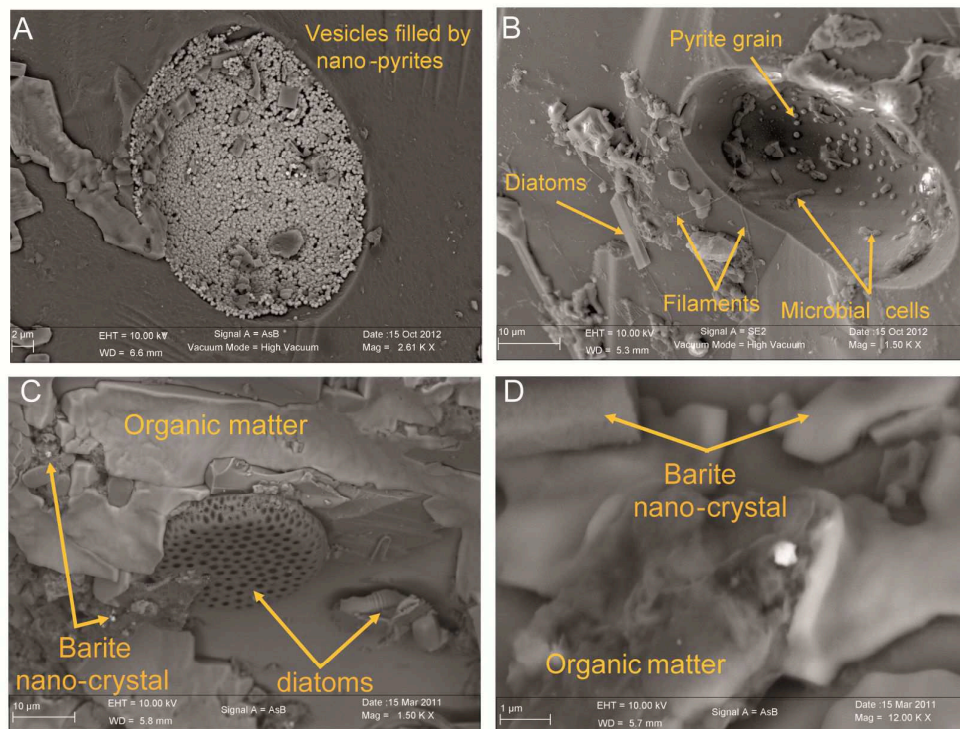 A
Vesicles filled by
nano-pyrites
2 µm
EHT = 10.00 kV
WD = 6.6 mm
Signal A = AsB
Vacuum Mode = High Vacuum
Date :15 Oct 2012
Mag = 2.61 K X
B
Pyrite grain
Diatoms
Filaments
Microbial cells
10 µm
EHT = 10.00 kV
WD = 5.3 mm
Signal A = SE2
Vacuum Mode = High Vacuum
Date :15 Oct 2012
Mag = 1.50 K X
C
Organic matter
Barite
nano-crystal
diatoms
10 µm
EHT = 10.00 kV
WD = 5.8 mm
Signal A = AsB
Date :15 Mar 2011
Mag = 1.50 K X
D
Barite
nano-crystal
Organic matter
1 µm
EHT = 10.00 kV
WD = 5.7 mm
Signal A = AsB
Date :15 Mar 2011
Mag = 12.00 K X